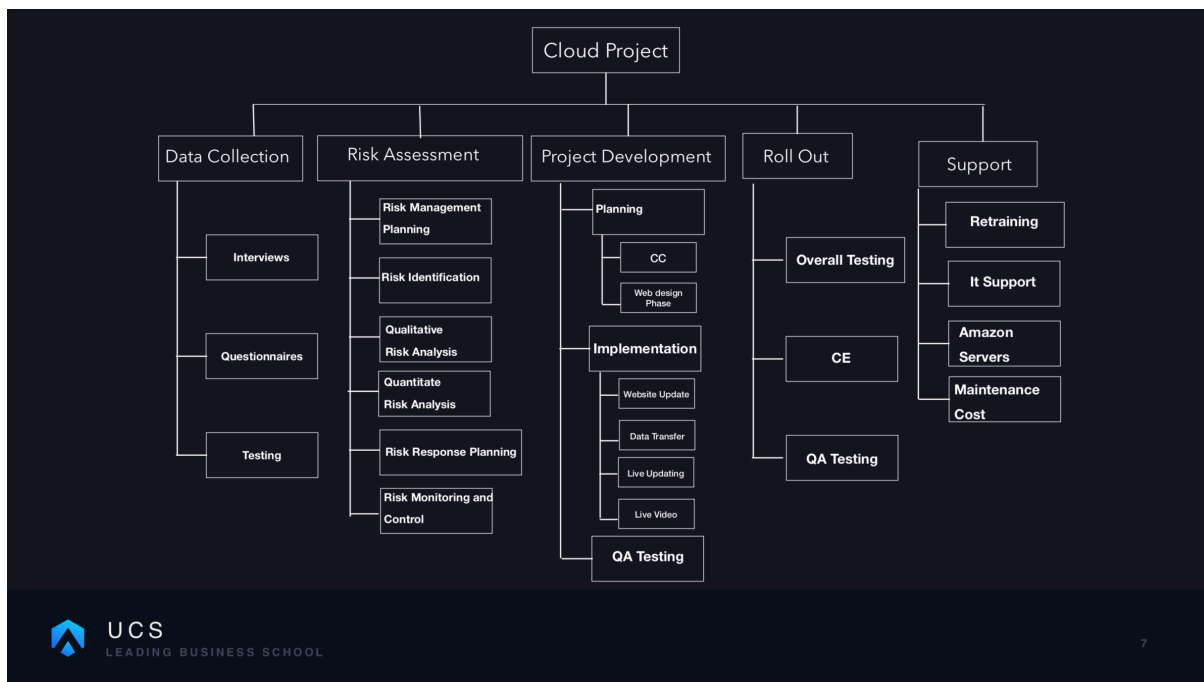 Cloud Project
Data Collection
Interviews
Questionnaires
Testing
Risk Assessment
Risk Management
Planning
Risk Identification
Qualitative
Risk Analysis
Quantitate
Risk Analysis
Risk Response Planning
Risk Monitoring and
Control
Project Development
Planning
CC
Web design
Phase
Implementation
Website Update
Data Transfer
Live Updating
Live Video
QA Testing
Roll Out
Overall Testing
CE
QA Testing
Support
Retraining
It Support
Amazon
Servers
Maintenance
Cost
UCS
LEADING BUSINESS SCHOOL
7